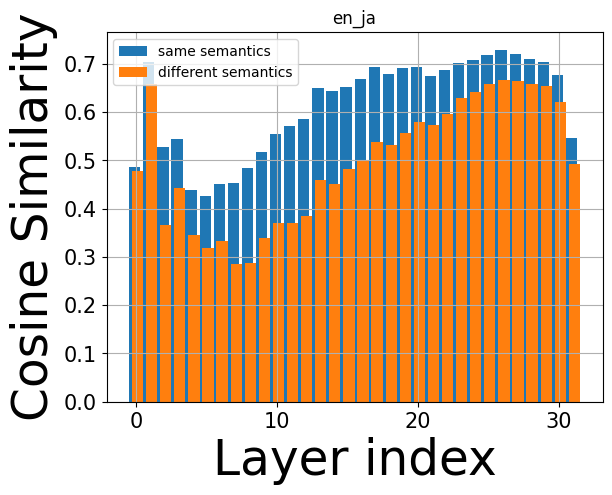 en_ja
same semantics
different semantics
Cosine Similarity
0.7
0.6
0.5
0.4
0.3
0.2
0.1
0.0
0 10 20 30
Layer index